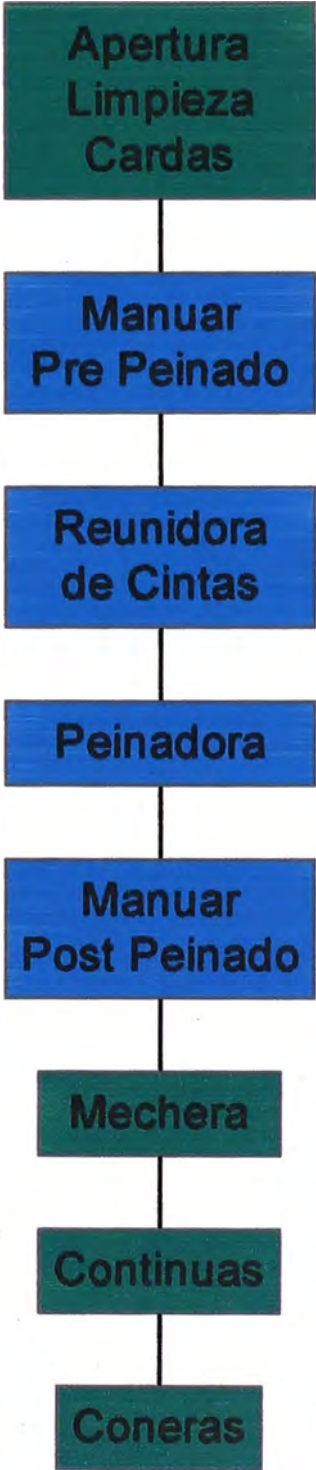 Apertura
Limpieza
Cardas
Manuar
Pre Peinado
Reunidora
de Cintas
Peinadora
Manuar
Post Peinado
Mechera
Continuas
Coneras